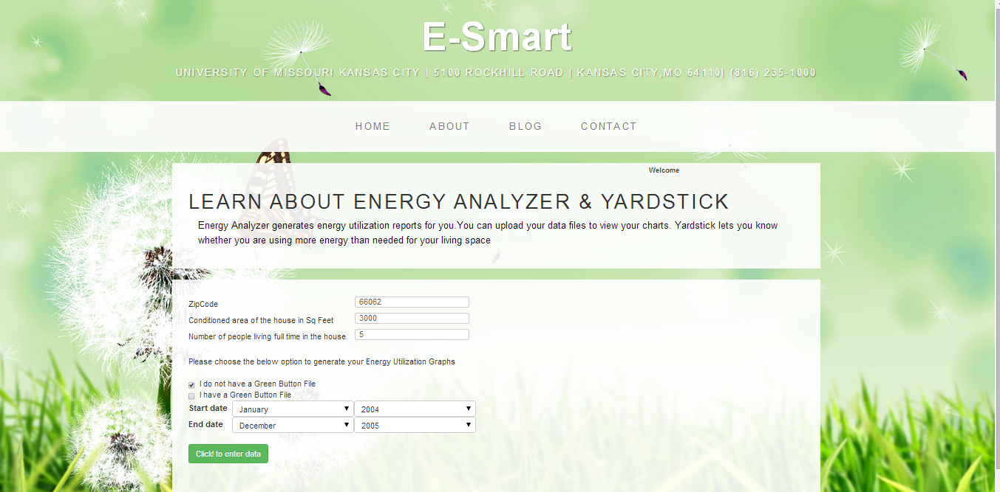 E-Smart
UNIVERSITY OF MISSOURI KANSAS CITY | 5100 ROCKHILL ROAD | KANSAS CITY,MO 64110| (816) 235-1000
HOME ABOUT BLOG CONTACT
Welcome
LEARN ABOUT ENERGY ANALYZER & YARDSTICK
Energy Analyzer generates energy utilization reports for you.You can upload your data files to view your charts. Yardstick lets you know
whether you are using more energy than needed for your living space
ZipCode 66062
Conditioned area of the house in Sq Feet 3000
Number of people living full time in the house 5
Please choose the below option to generate your Energy Utilization Graphs
I do not have a Green Button File
I have a Green Button File
Start date January 2004
End date December 2005
Click! to enter data